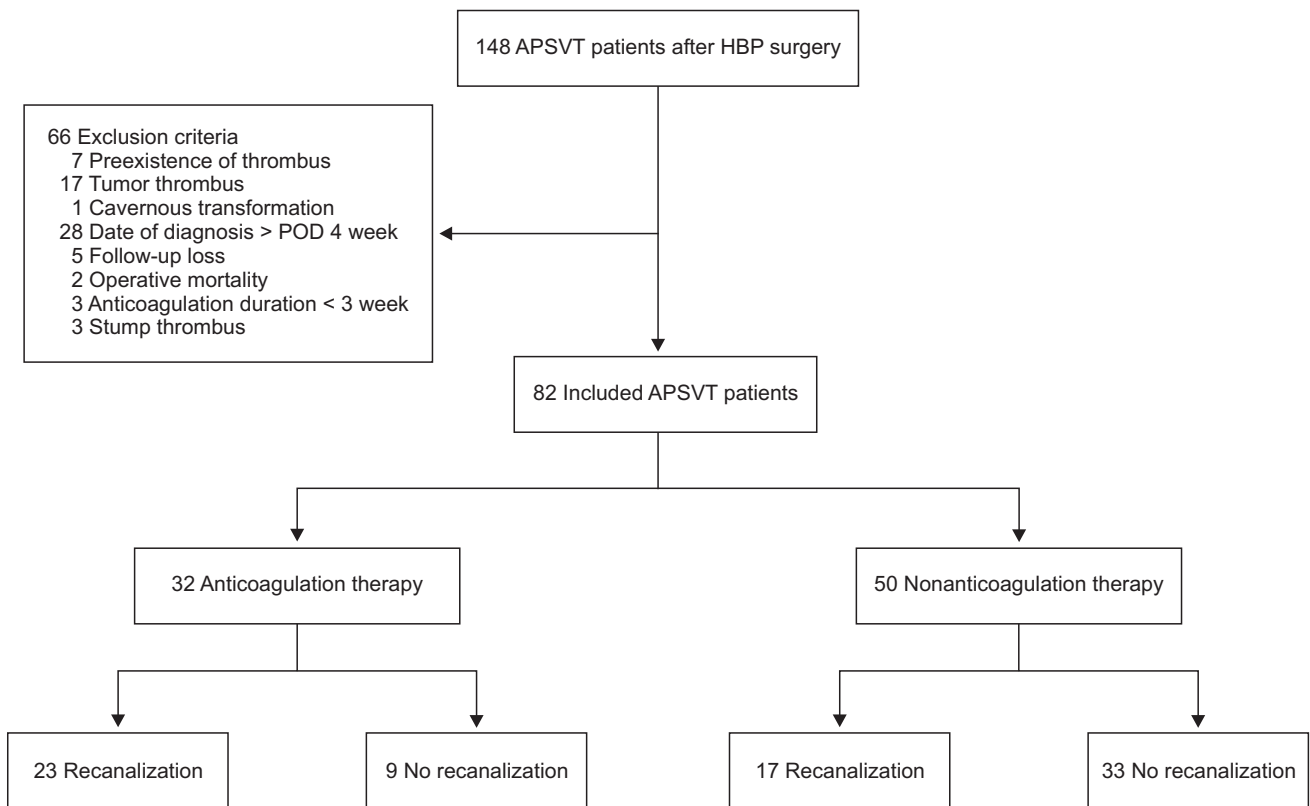 148 APSVT patients after HBP surgery
66 Exclusion criteria
7 Preexistence of thrombus
17 Tumor thrombus
1 Cavernous transformation
28 Date of diagnosis > POD 4 week
5 Follow-up loss
2 Operative mortality
3 Anticoagulation duration < 3 week
3 Stump thrombus
82 Included APSVT patients
32 Anticoagulation therapy
50 Nonanticoagulation therapy
23 Recanalization
9 No recanalization
17 Recanalization
33 No recanalization